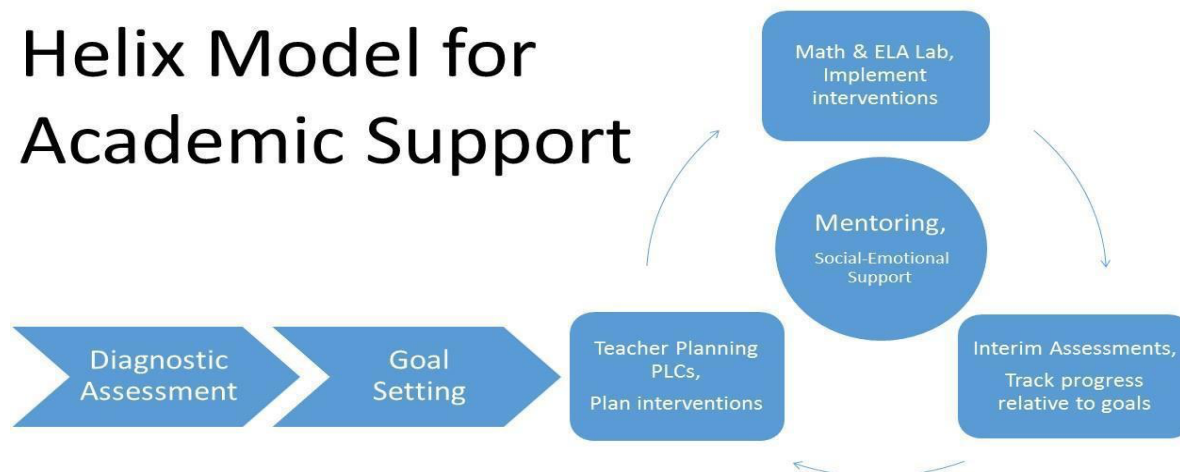 Helix Model for
Academic Support
Math & ELA Lab,
Implement
interventions
Mentoring,
Social-Emotional
Support
Diagnostic
Assessment
Goal
Setting
Teacher Planning
PLCs,
Plan interventions
Interim Assessments,
Track progress
relative to goals